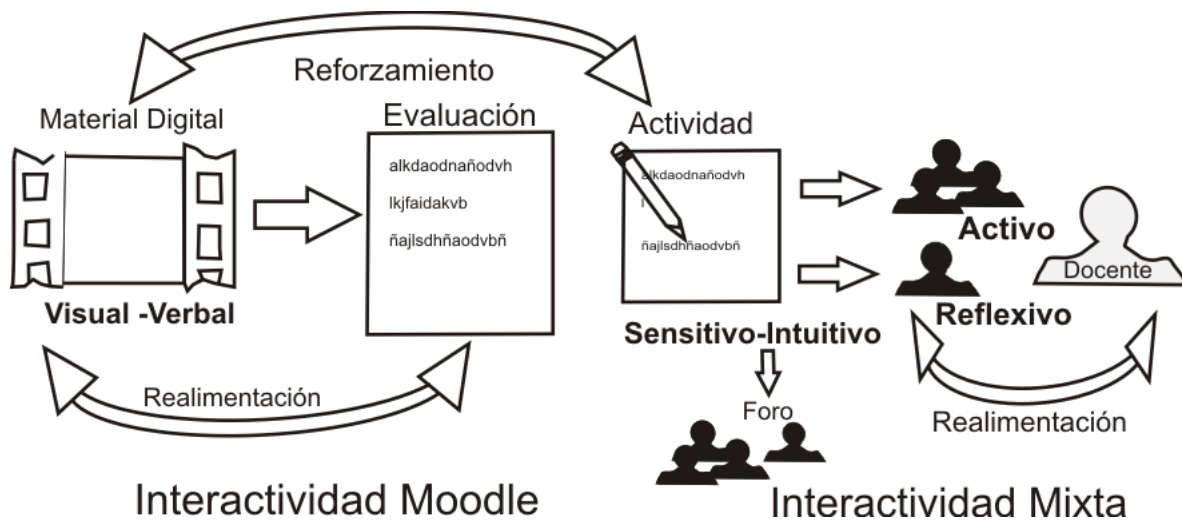 Reforzamiento
Material Digital
Evaluación
Actividad
alkdaodnañodvh
lkjfaidakvb
ñajlsdhñaodvbñ
alkdaodnañodvh
l
ñajlsdhñaodvbñ
Activo
Docente
Visual -Verbal
Sensitivo-Intuitivo
Reflexivo
Realimentación
Foro
Realimentación
Interactividad Moodle
Interactividad Mixta